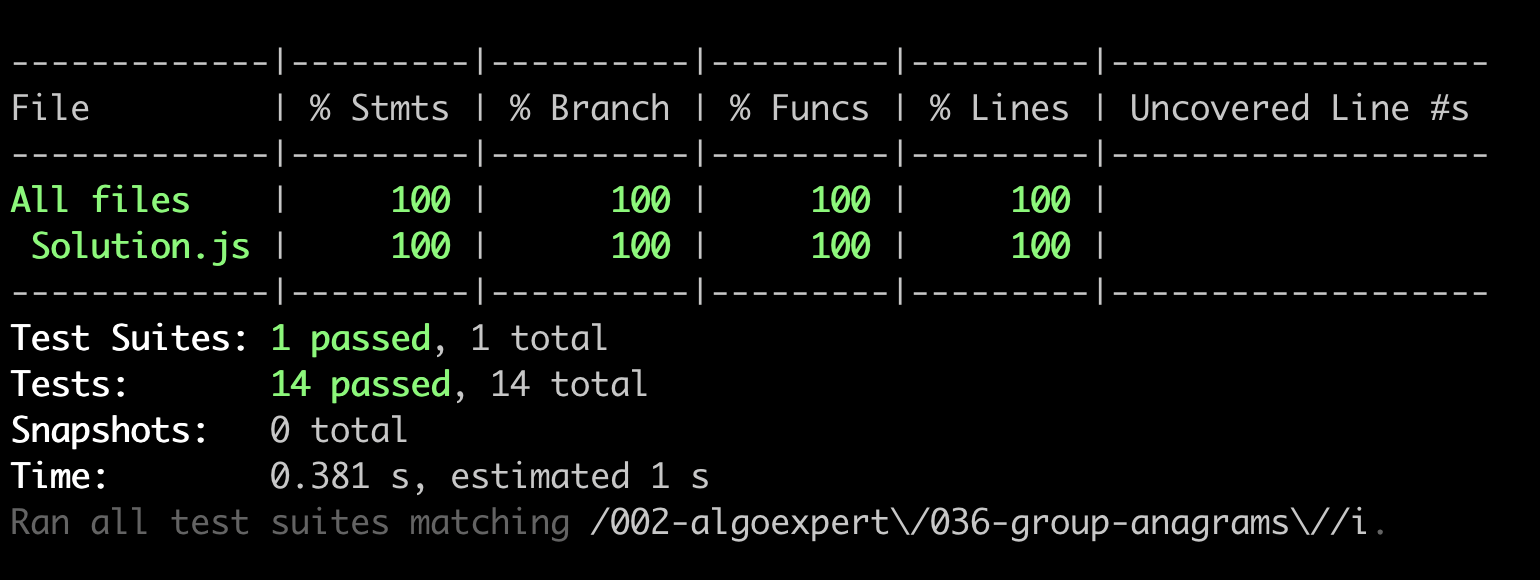 -------------|---------|----------|---------|---------|-------------------
File         | % Stmts | % Branch | % Funcs | % Lines | Uncovered Line #s
-------------|---------|----------|---------|---------|-------------------
All files    |     100 |      100 |     100 |     100 |
 Solution.js |     100 |      100 |     100 |     100 |
-------------|---------|----------|---------|---------|-------------------
Test Suites: 1 passed, 1 total
Tests:       14 passed, 14 total
Snapshots:   0 total
Time:        0.381 s, estimated 1 s
Ran all test suites matching /002-algoexpert\/036-group-anagrams\//i.